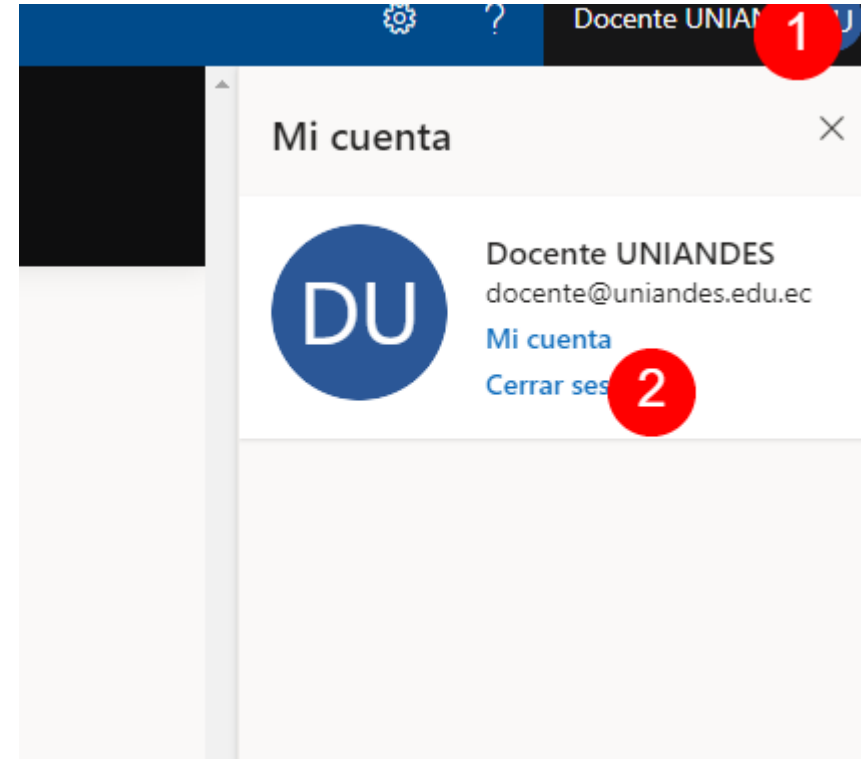 ? Docente UNIAN 1 U
Mi cuenta
DU
Docente UNIANDES
docente@uniandes.edu.ec
Mi cuenta
Cerrar ses 2